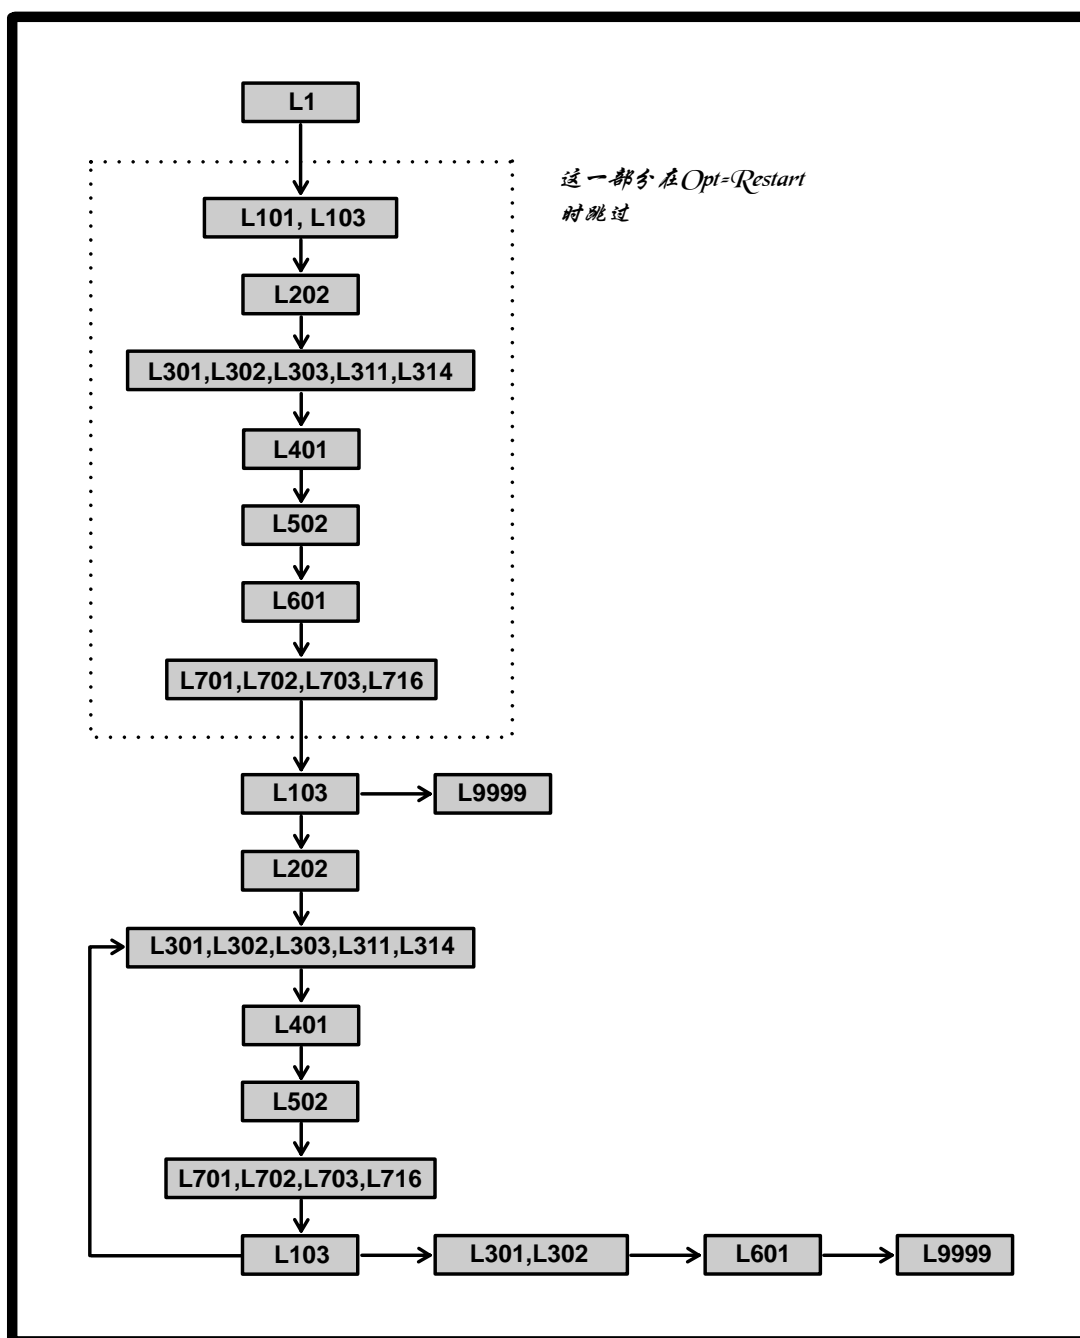 L1
这一部分在Opt=Restart
时跳过
L101, L103
L202
L301,L302,L303,L311,L314
L401
L502
L601
L701,L702,L703,L716
L103
L9999
L202
L301,L302,L303,L311,L314
L401
L502
L701,L702,L703,L716
L103
L301,L302
L601
L9999